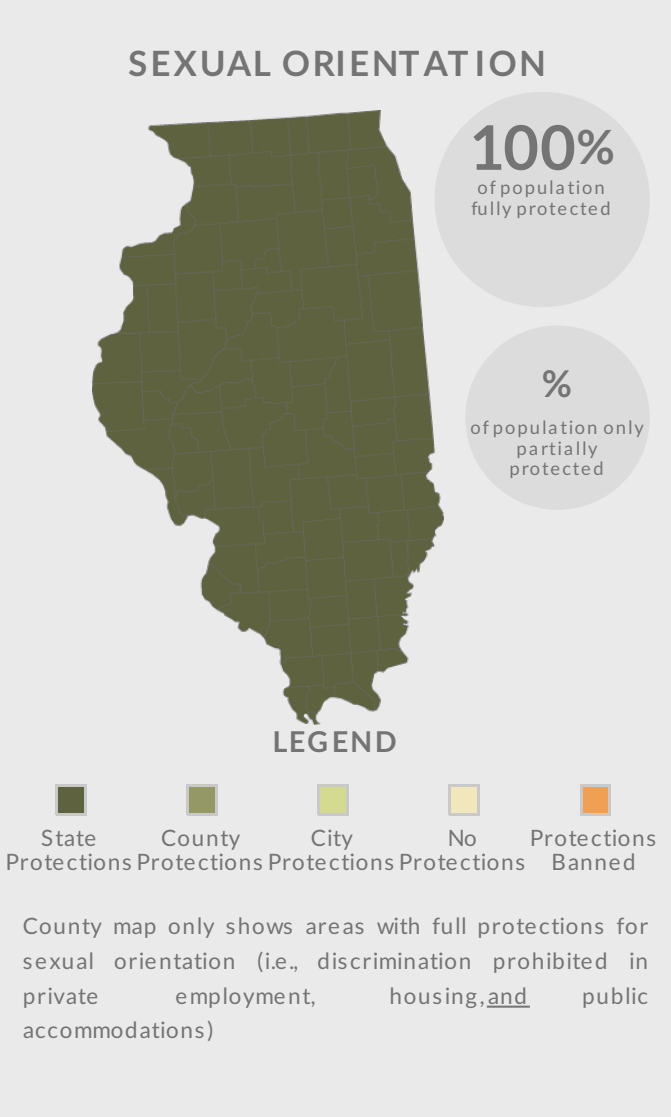 SEXUAL ORIENTATION
100%
of population
fully protected
%
of population only
partially
protected
LEGEND
State
Protections
County
Protections
City
Protections
No
Protections
Protections
Banned
County map only shows areas with full protections for
sexual orientation (i.e., discrimination prohibited in
private employment, housing,and public
accommodations)